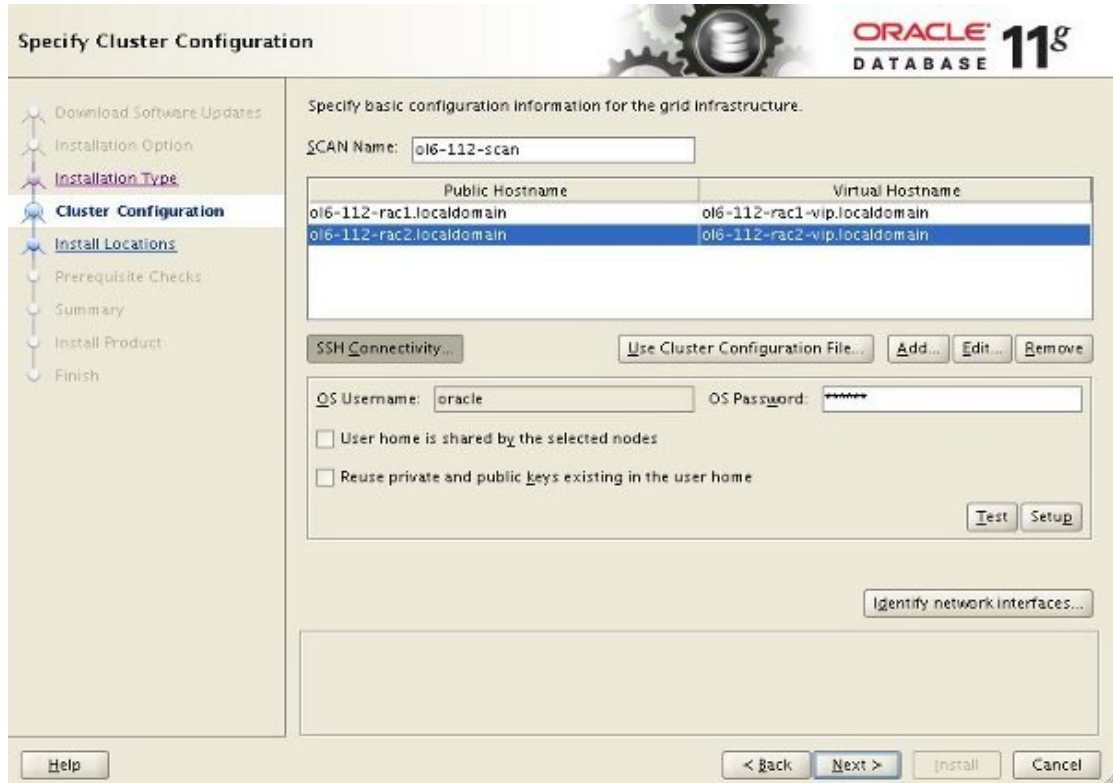 Specify Cluster Configuration
ORACLE DATABASE 11g
Download Software Updates
Installation Option
Installation Type
Cluster Configuration
Install Locations
Prerequisite Checks
Summary
Install Product
Finish
Specify basic configuration information for the grid infrastructure.
SCAN Name: ol6-112-scan
Public Hostname Virtual Hostname
ol6-112-rac1.localdomain ol6-112-rac1-vip.localdomain
ol6-112-rac2.localdomain ol6-112-rac2-vip.localdomain
SSH Connectivity... Use Cluster Configuration File... Add... Edit... Remove
OS Username: oracle OS Password: ******
User home is shared by the selected nodes
Reuse private and public keys existing in the user home
Test Setup
Identify network interfaces...
Help < Back Next > Install Cancel